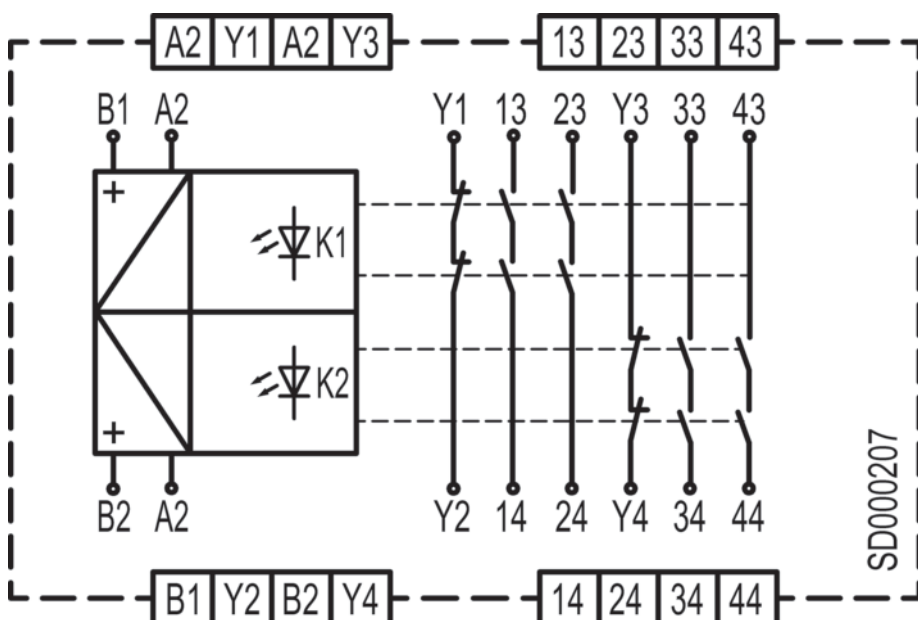 A2 Y1 A2 Y3 13 23 33 43
B1 A2 Y1 13 23 Y3 33 43
+
K1
K2
+
B2 A2 Y2 14 24 Y4 34 44
SD000207
B1 Y2 B2 Y4 14 24 34 44